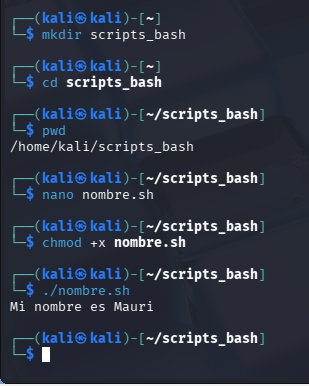 ┌──(kali㉿kali)-[~]
└─$ mkdir scripts_bash
┌──(kali㉿kali)-[~]
└─$ cd scripts_bash
┌──(kali㉿kali)-[~/scripts_bash]
└─$ pwd
/home/kali/scripts_bash
┌──(kali㉿kali)-[~/scripts_bash]
└─$ nano nombre.sh
┌──(kali㉿kali)-[~/scripts_bash]
└─$ chmod +x nombre.sh
┌──(kali㉿kali)-[~/scripts_bash]
└─$ ./nombre.sh
Mi nombre es Mauri
┌──(kali㉿kali)-[~/scripts_bash]
└─$